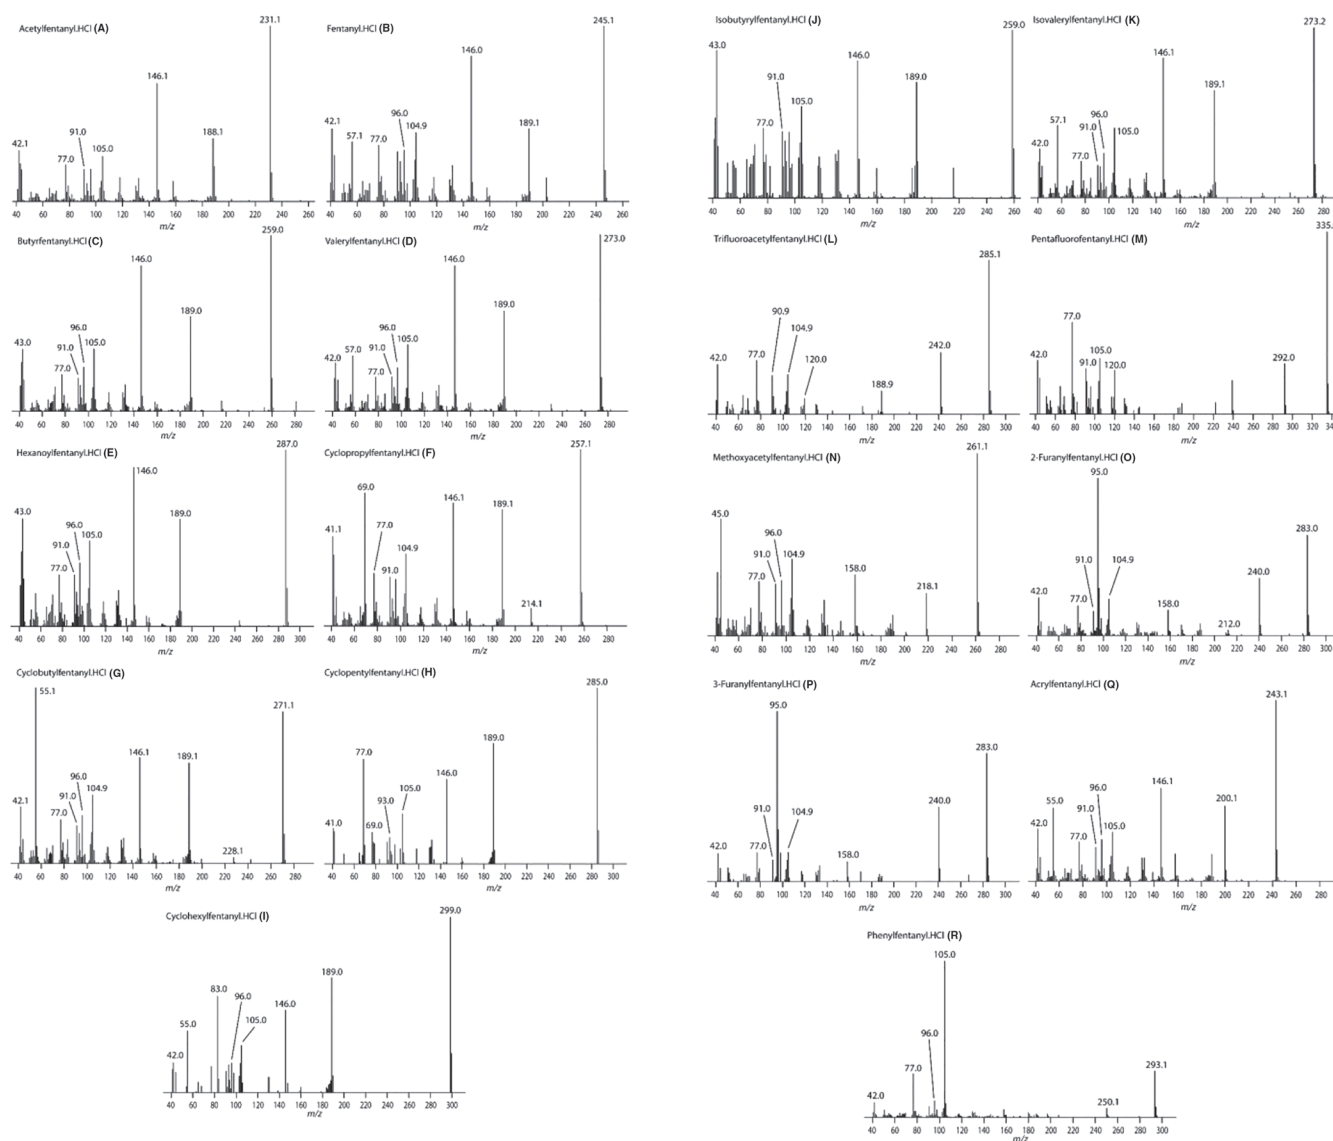 Acetylfentanyl.HCl (A)
231.1
146.1
188.1
91.0
105.0
42.1
77.0
40 60 80 100 120 140 160 180 200 220 240 260
m/z
Fentanyl.HCl (B)
245.1
146.0
42.1
57.1
77.0
96.0
104.9
189.1
40 60 80 100 120 140 160 180 200 220 240 260
m/z
Butyrfentanyl.HCl (C)
259.0
146.0
189.0
96.0
43.0
91.0
105.0
77.0
40 60 80 100 120 140 160 180 200 220 240 260 280
m/z
Valerylfentanyl.HCl (D)
273.0
146.0
189.0
96.0
42.0
57.0
91.0
105.0
77.0
40 60 80 100 120 140 160 180 200 220 240 260 280
m/z
Hexanoylfentanyl.HCl (E)
287.0
146.0
43.0
96.0
189.0
91.0
105.0
77.0
40 60 80 100 120 140 160 180 200 220 240 260 280 300
m/z
Cyclopropylfentanyl.HCl (F)
257.1
69.0
146.1
189.1
41.1
77.0
104.9
91.0
214.1
40 60 80 100 120 140 160 180 200 220 240 260 280
m/z
Cyclobutylfentanyl.HCl (G)
55.1
271.1
146.1
189.1
96.0
42.1
91.0
104.9
77.0
228.1
40 60 80 100 120 140 160 180 200 220 240 260 280
m/z
Cyclopentylfentanyl.HCl (H)
285.0
77.0
189.0
146.0
93.0
105.0
41.0
69.0
40 60 80 100 120 140 160 180 200 220 240 260 280 300
m/z
Cyclohexylfentanyl.HCl (I)
299.0
83.0
96.0
189.0
55.0
146.0
105.0
42.0
40 60 80 100 120 140 160 180 200 220 240 260 280 300
m/z
Isobutyrylfentanyl.HCl (J)
259.0
43.0
146.0
91.0
189.0
105.0
77.0
40 60 80 100 120 140 160 180 200 220 240 260
m/z
Isovalerylfentanyl.HCl (K)
273.2
146.1
189.1
57.1
96.0
91.0
105.0
42.0
77.0
40 60 80 100 120 140 160 180 200 220 240 260 280
m/z
Trifluoroacetylfentanyl.HCl (L)
285.1
90.9
104.9
242.0
42.0
77.0
120.0
188.9
40 60 80 100 120 140 160 180 200 220 240 260 280 300
m/z
Pentafluorofentanyl.HCl (M)
335.
77.0
42.0
91.0
105.0
120.0
292.0
40 60 80 100 120 140 160 180 200 220 240 260 280 300 320 34
m/z
Methoxyacetylfentanyl.HCl (N)
261.1
45.0
96.0
91.0
104.9
77.0
158.0
218.1
40 60 80 100 120 140 160 180 200 220 240 260 280
m/z
2-Furanylfentanyl.HCl (O)
95.0
283.0
91.0
104.9
240.0
42.0
77.0
158.0
212.0
40 60 80 100 120 140 160 180 200 220 240 260 280 300
m/z
3-Furanylfentanyl.HCl (P)
95.0
283.0
91.0
104.9
240.0
42.0
77.0
158.0
40 60 80 100 120 140 160 180 200 220 240 260 280 300
m/z
Acrylfentanyl.HCl (Q)
243.1
146.1
200.1
96.0
55.0
91.0
42.0
77.0
105.0
40 60 80 100 120 140 160 180 200 220 240 260 280
m/z
Phenylfentanyl.HCl (R)
105.0
96.0
77.0
293.1
42.0
250.1
40 60 80 100 120 140 160 180 200 220 240 260 280 300
m/z